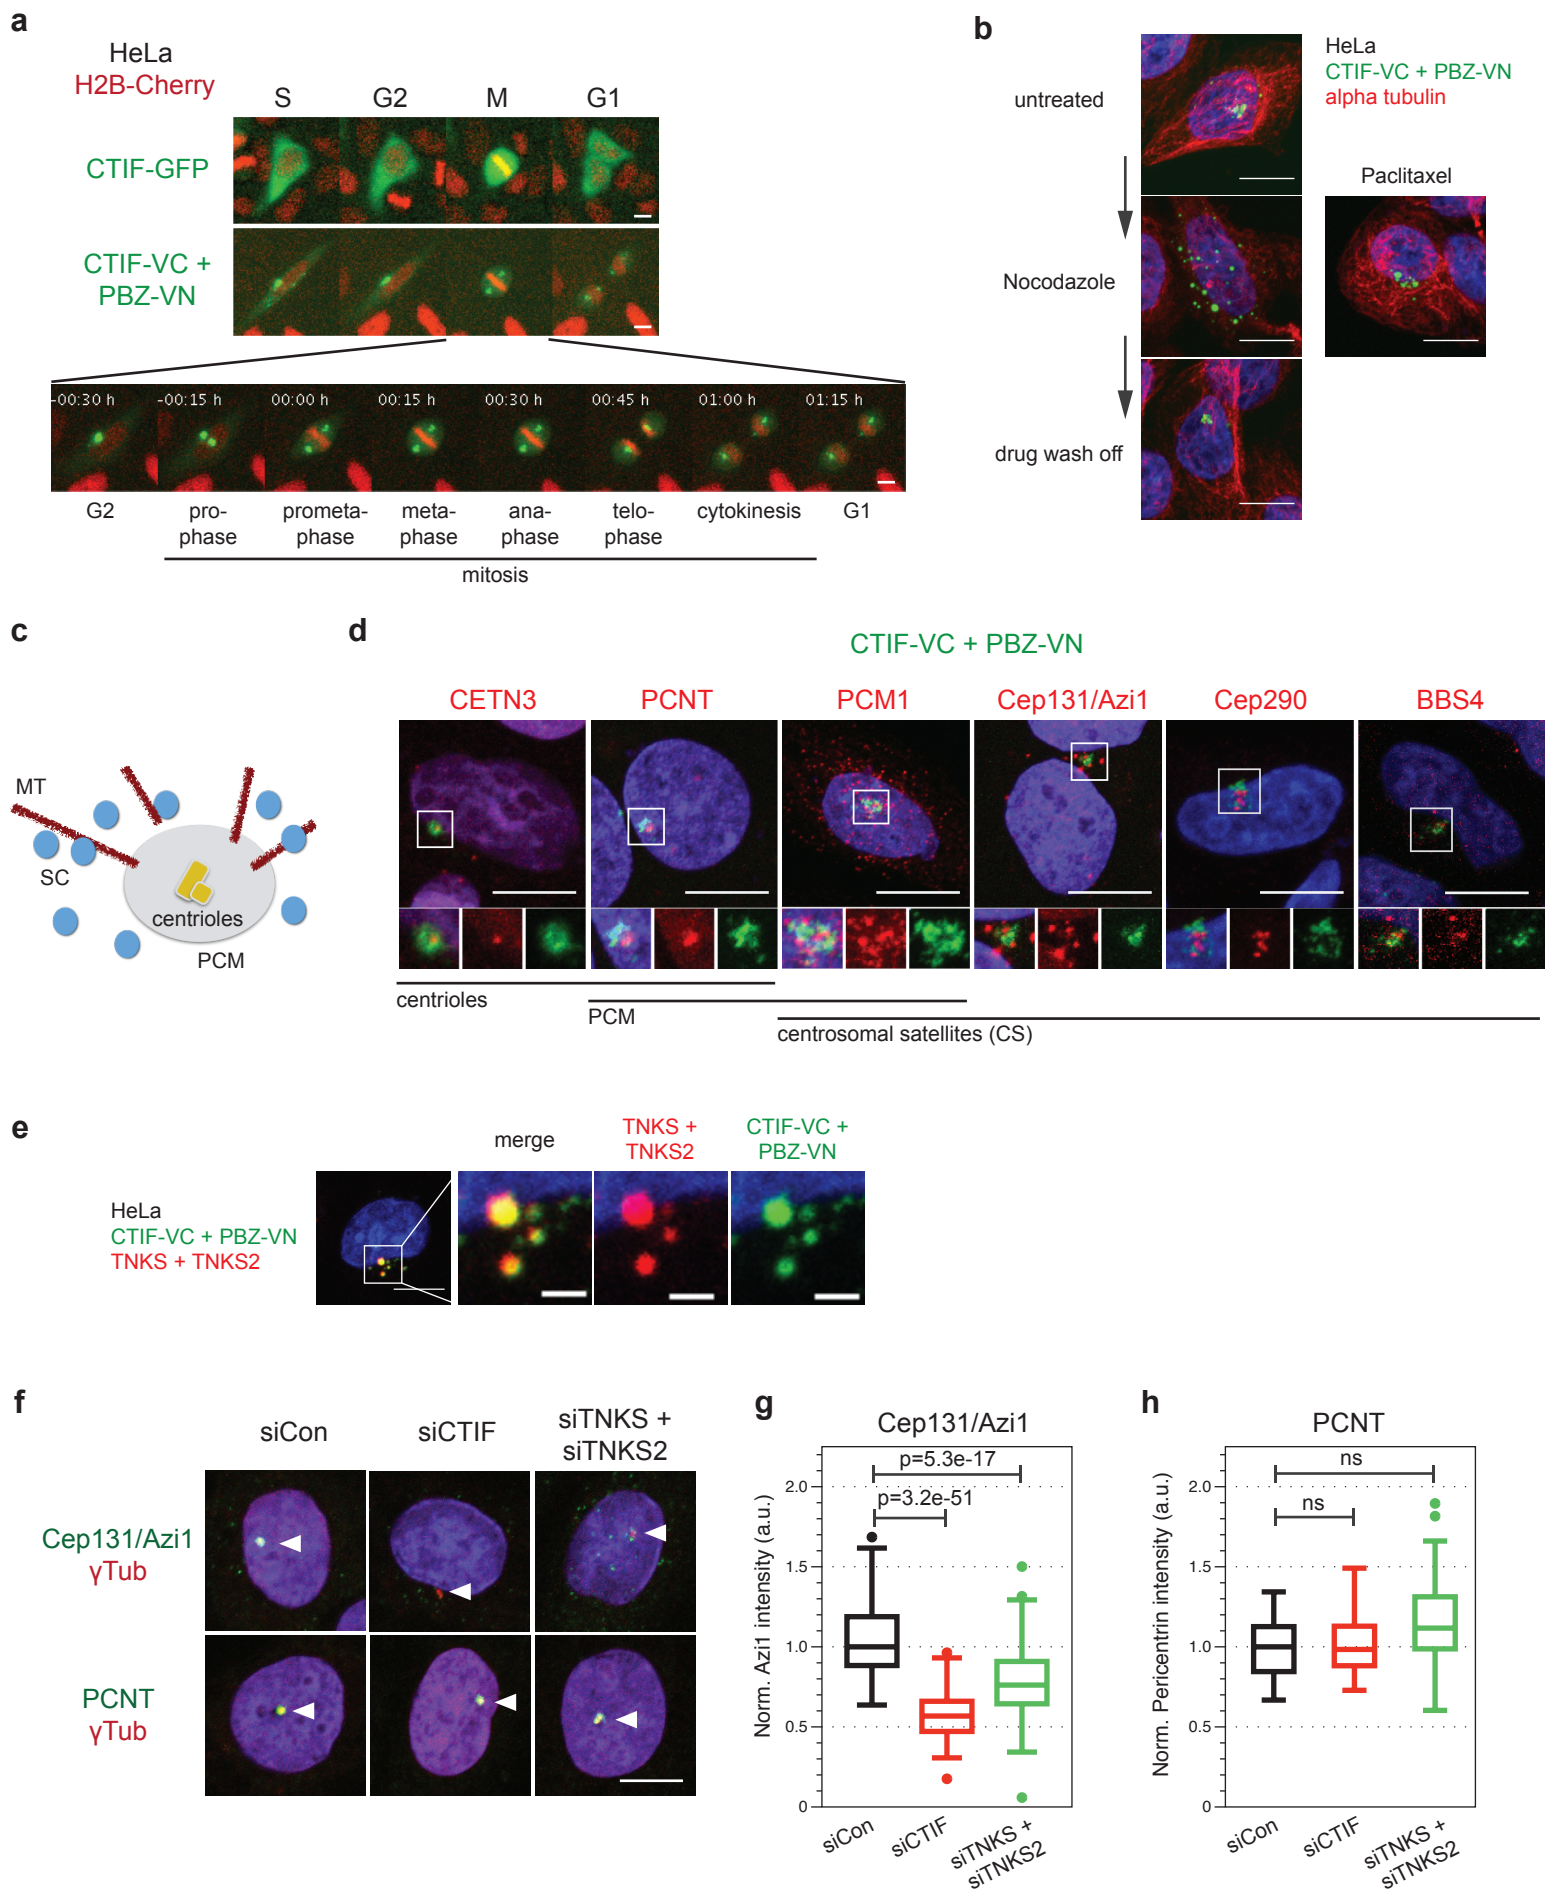 a
HeLa
H2B-Cherry
S G2 M G1
CTIF-GFP
CTIF-VC +
PBZ-VN
-00:30 h -00:15 h 00:00 h 00:15 h 00:30 h 00:45 h 01:00 h 01:15 h
G2 pro-
phase prometa-
phase meta-
phase ana-
phase telo-
phase cytokinesis G1
mitosis
b
HeLa
CTIF-VC + PBZ-VN
alpha tubulin
untreated
Paclitaxel
Nocodazole
drug wash off
c
MT
SC
centrioles
PCM
d
CTIF-VC + PBZ-VN
CETN3 PCNT PCM1 Cep131/Azi1 Cep290 BBS4
centrioles
PCM
centrosomal satellites (CS)
e
merge
TNKS +
TNKS2
CTIF-VC +
PBZ-VN
HeLa
CTIF-VC + PBZ-VN
TNKS + TNKS2
f
siCon siCTIF siTNKS +
siTNKS2
Cep131/Azi1
γTub
PCNT
γTub
g
Cep131/Azi1
Norm. Azi1 intensity (a.u.)
2.0
1.5
1.0
0.5
0
p=5.3e-17
p=3.2e-51
siCon
siCTIF
siTNKS +
siTNKS2
h
PCNT
Norm. Pericentrin intensity (a.u.)
2.0
1.5
1.0
0.5
0
ns
ns
siCon
siCTIF
siTNKS +
siTNKS2